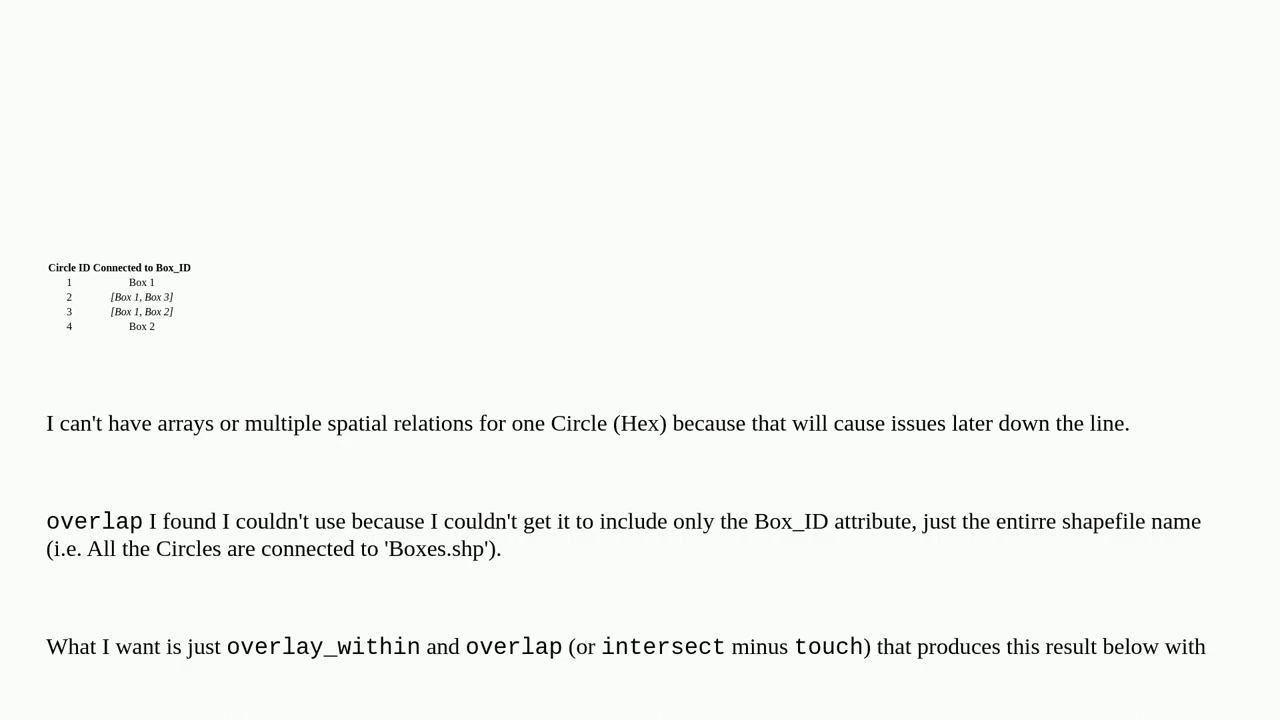 Circle ID Connected to Box_ID
1 Box 1
2 [Box 1, Box 3]
3 [Box 1, Box 2]
4 Box 2
I can't have arrays or multiple spatial relations for one Circle (Hex) because that will cause issues later down the line.
overlap I found I couldn't use because I couldn't get it to include only the Box_ID attribute, just the entirre shapefile name
(i.e. All the Circles are connected to 'Boxes.shp').
What I want is just overlay_within and overlap (or intersect minus touch) that produces this result below with